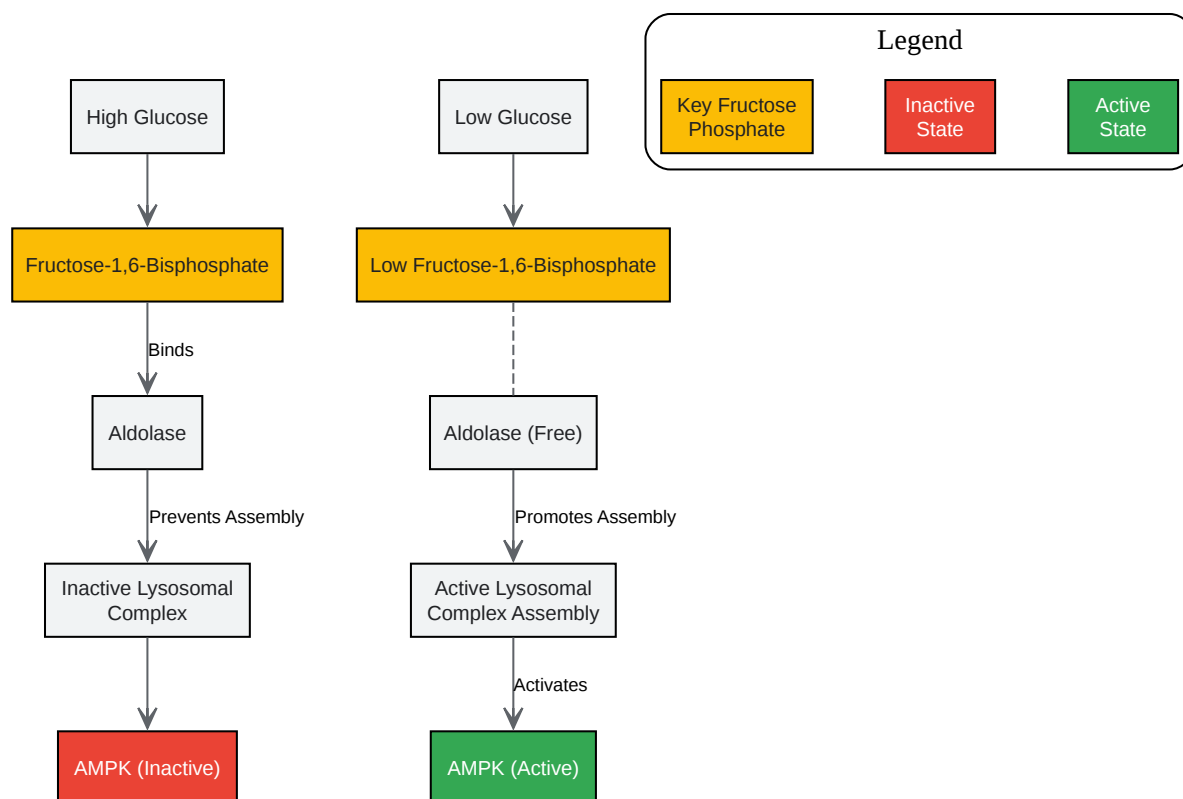 Legend
Key Fructose
Phosphate
Inactive
State
Active
State
High Glucose
Fructose-1,6-Bisphosphate
Binds
Aldolase
Prevents Assembly
Inactive Lysosomal
Complex
AMPK (Inactive)
Low Glucose
Low Fructose-1,6-Bisphosphate
Aldolase (Free)
Promotes Assembly
Active Lysosomal
Complex Assembly
Activates
AMPK (Active)